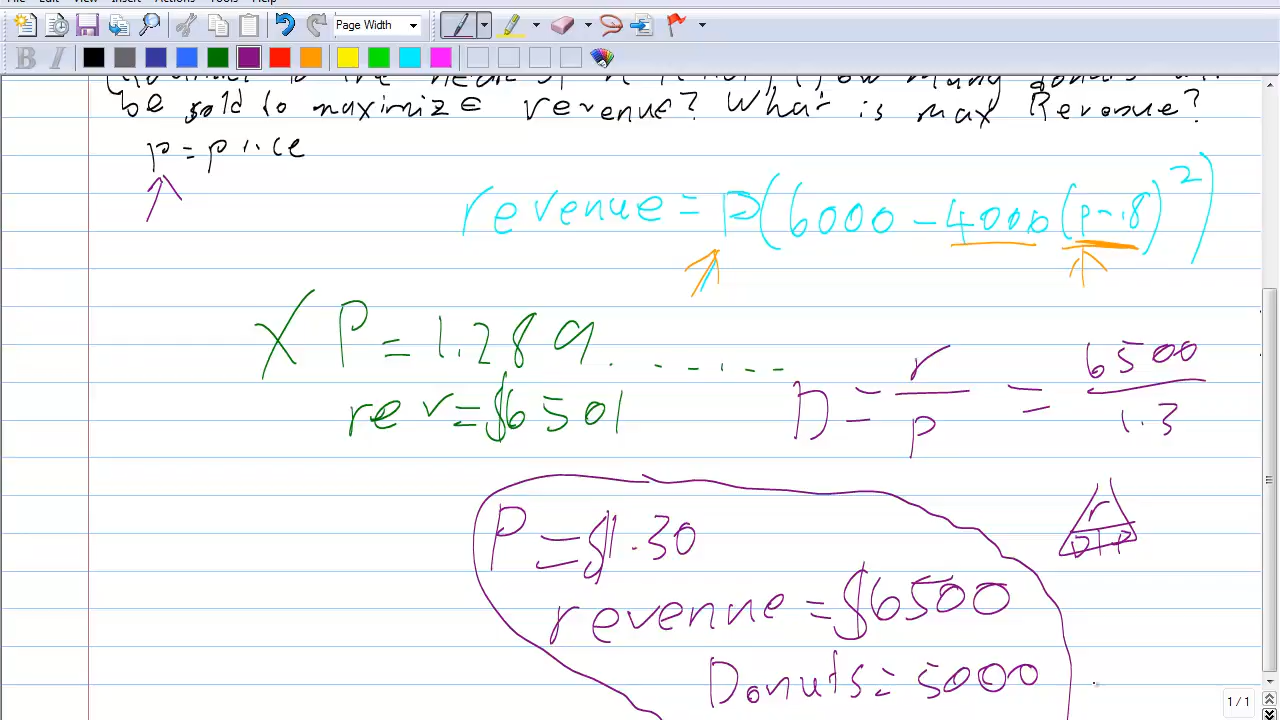 Page Width
B I
be sold to maximize revenue? What is max Revenue?
p = price
revenue = p(6000 - 4000(p-.8)²)
X P = 1.289......
rev = $6501
D = r/p = 6500/1.3
r
D | P
P = $1.30
revenue = $6500
Donuts = 5000
1/1